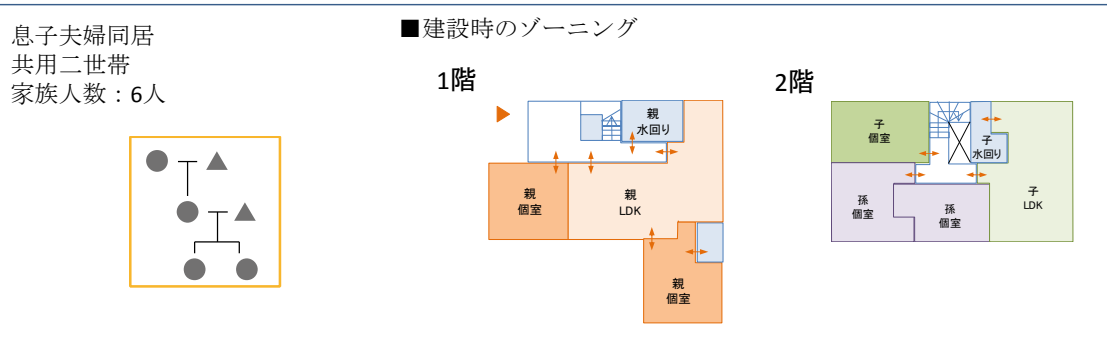 息子夫婦同居
共用二世帯
家族人数：6人
■建設時のゾーニング
1階
親
水回り
親
個室
親
LDK
親
個室
2階
子
個室
子
水回り
孫
個室
孫
個室
子
LDK